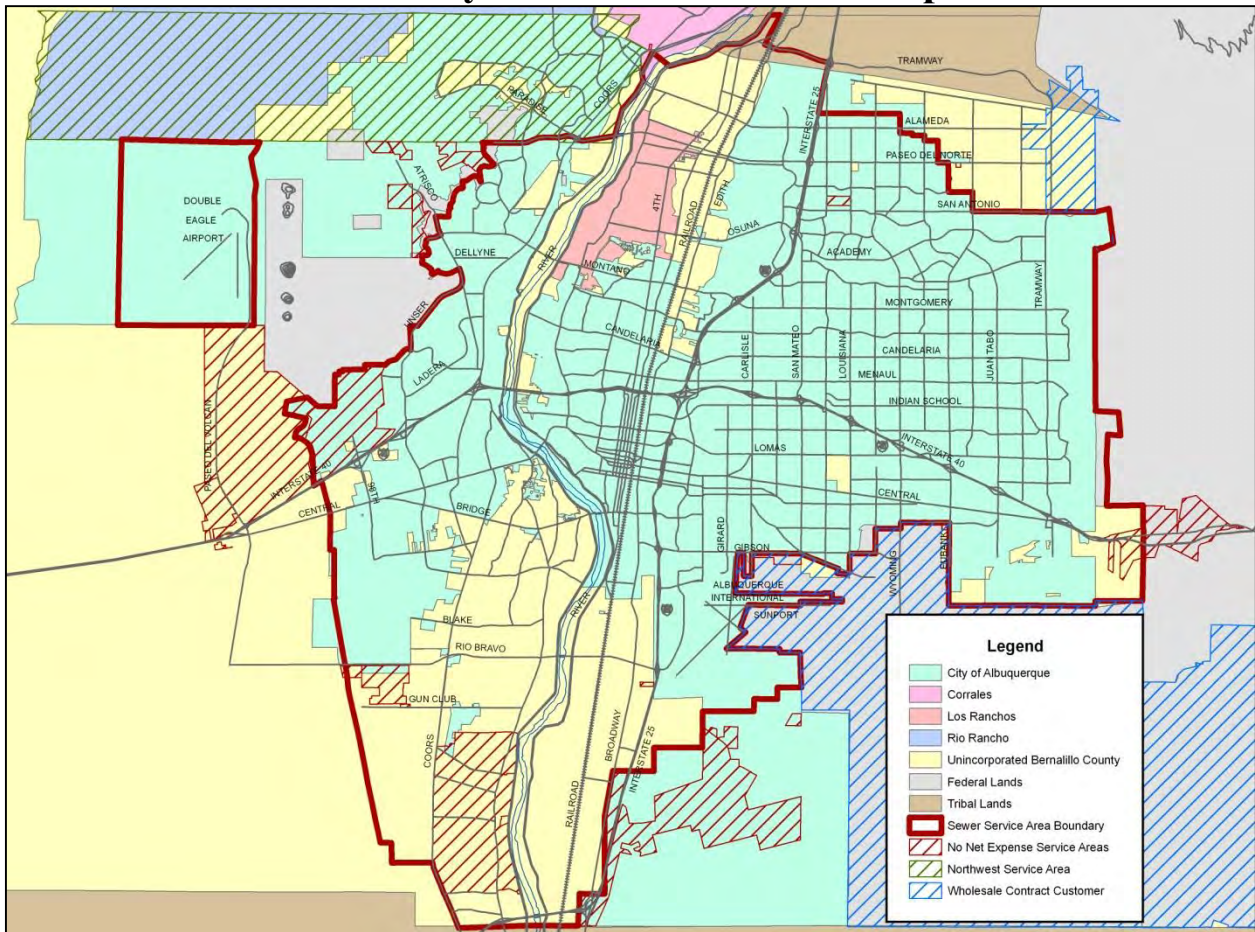 TRAMWAY
PARADISE
COORS
INTERSTATE 25
ALAMEDA
PASEO DEL NORTE
ATRISCO
DOUBLE
EAGLE
AIRPORT
4TH
EDITH
RAILROAD
SAN ANTONIO
DELLYNE
RIVER
OSUNA
ACADEMY
MONTANO
TRAMWAY
UNSER
MONTGOMERY
CANDELARIA
CARLISLE
SAN MATEO
LOUISIANA
CANDELARIA
JUAN TABO
LADERA
MENAUL
INDIAN SCHOOL
PASEO DEL VOLCAN
LOMAS
INTERSTATE 40
INTERSTATE 40
98TH
CENTRAL
CENTRAL
BRIDGE
GIRARD
GIBSON
WYOMING
EUBANK
ALBUQUERQUE
INTERNATIONAL
SUNPORT
RIVER
BLAKE
RIO BRAVO
GUN CLUB
COORS
BROADWAY
INTERSTATE 25
RAILROAD
Legend
City of Albuquerque
Corrales
Los Ranchos
Rio Rancho
Unincorporated Bernalillo County
Federal Lands
Tribal Lands
Sewer Service Area Boundary
No Net Expense Service Areas
Northwest Service Area
Wholesale Contract Customer